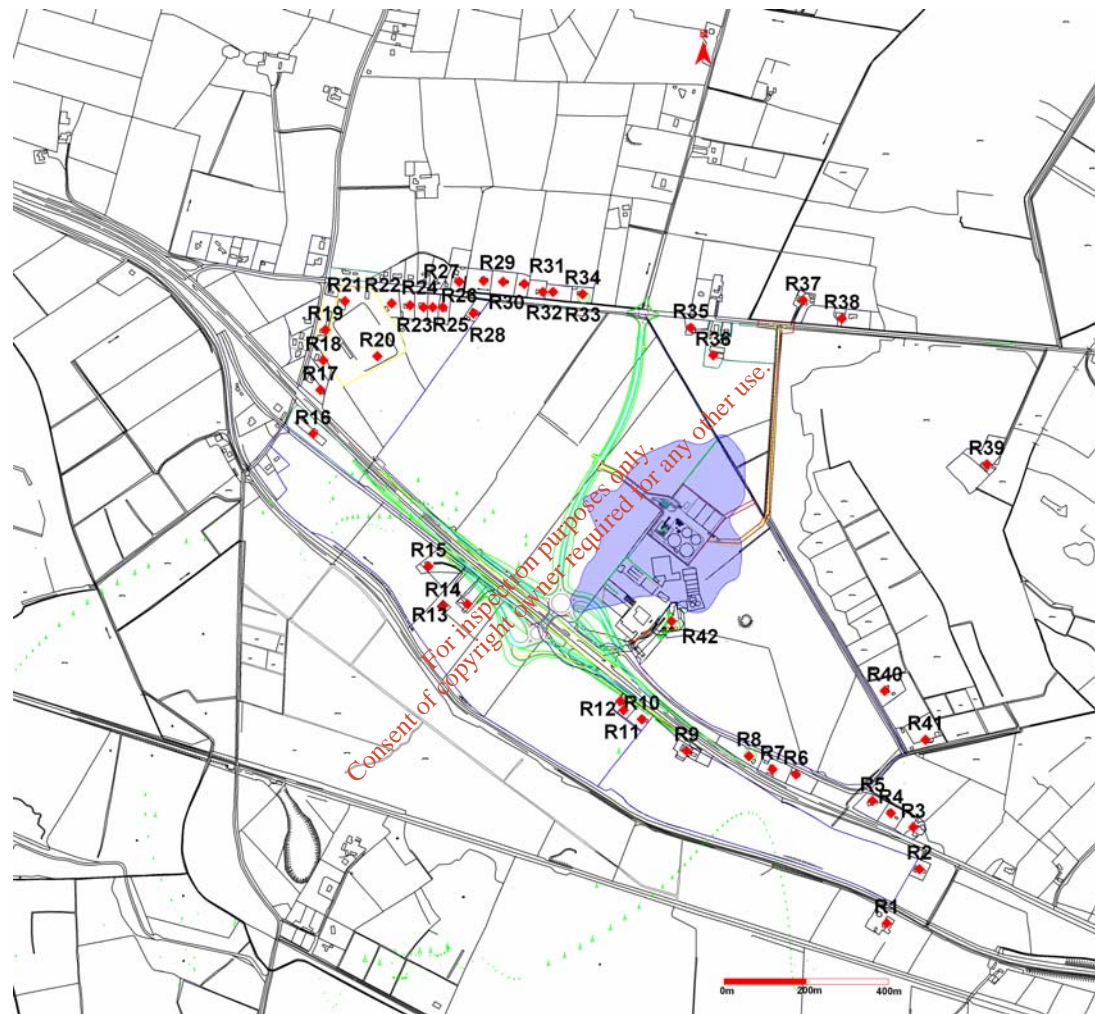 R27
R29
R31
R34
R37
R21
R22
R24
R26
R30
R32
R33
R38
R19
R23
R25
R28
R35
R36
R18
R20
R17
R16
R39
R15
R14
R13
For inspection purposes only.
Consent of copyright owner required for any other use.
R42
R40
R12
R10
R11
R41
R9
R8
R7
R6
R5
R4
R3
R2
R1
0m
200m
400m